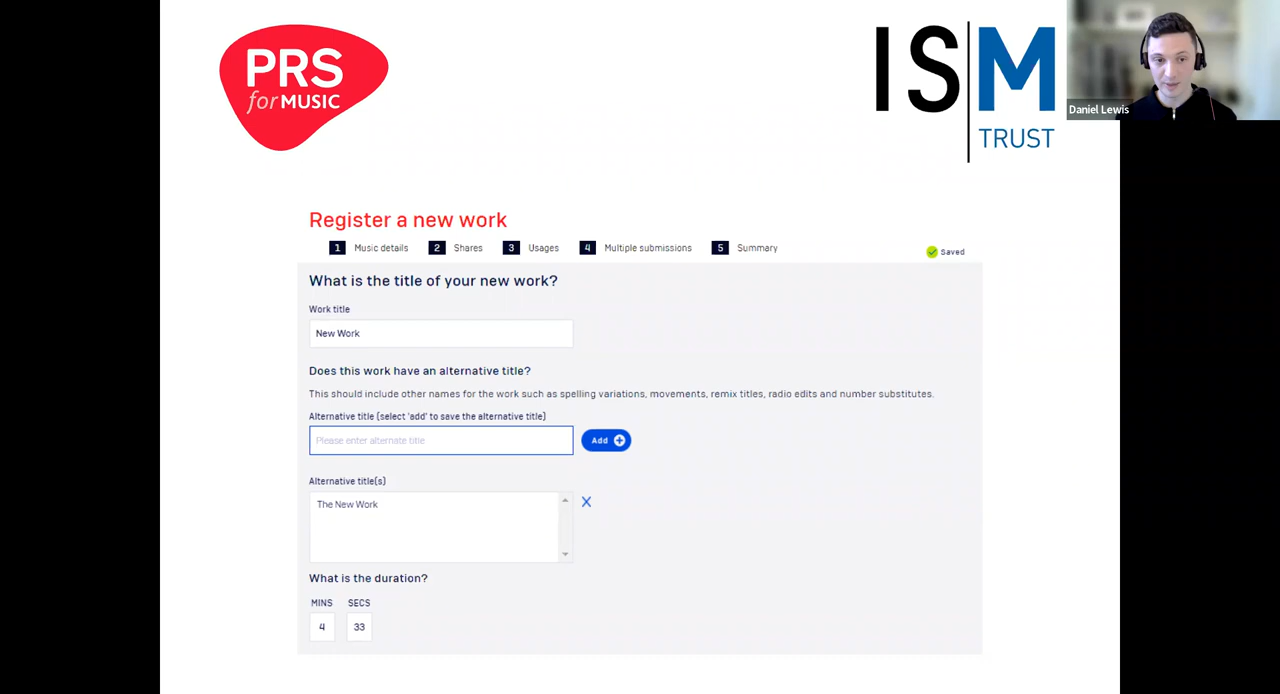 PRS
for MUSIC
ISM
TRUST
Daniel Lewis
Register a new work
1 Music details 2 Shares 3 Usages 4 Multiple submissions 5 Summary
Saved
What is the title of your new work?
Work title
New Work
Does this work have an alternative title?
This should include other names for the work such as spelling variations, movements, remix titles, radio edits and number substitutes.
Alternative title (select 'add' to save the alternative title)
Please enter alternate title
Add
Alternative title(s)
The New Work
X
What is the duration?
MINS SECS
4 33